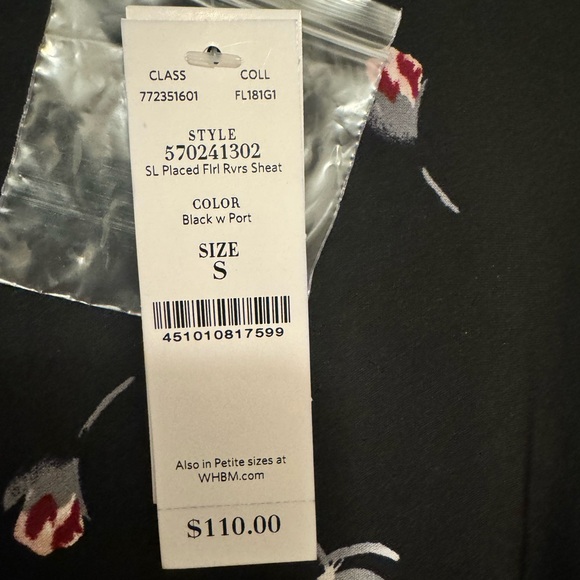 CLASS COLL
772351601 FL181G1
STYLE
570241302
SL Placed Flrl Rvrs Sheat
COLOR
Black w Port
SIZE
S
451010817599
Also in Petite sizes at
WHBM.com
$110.00